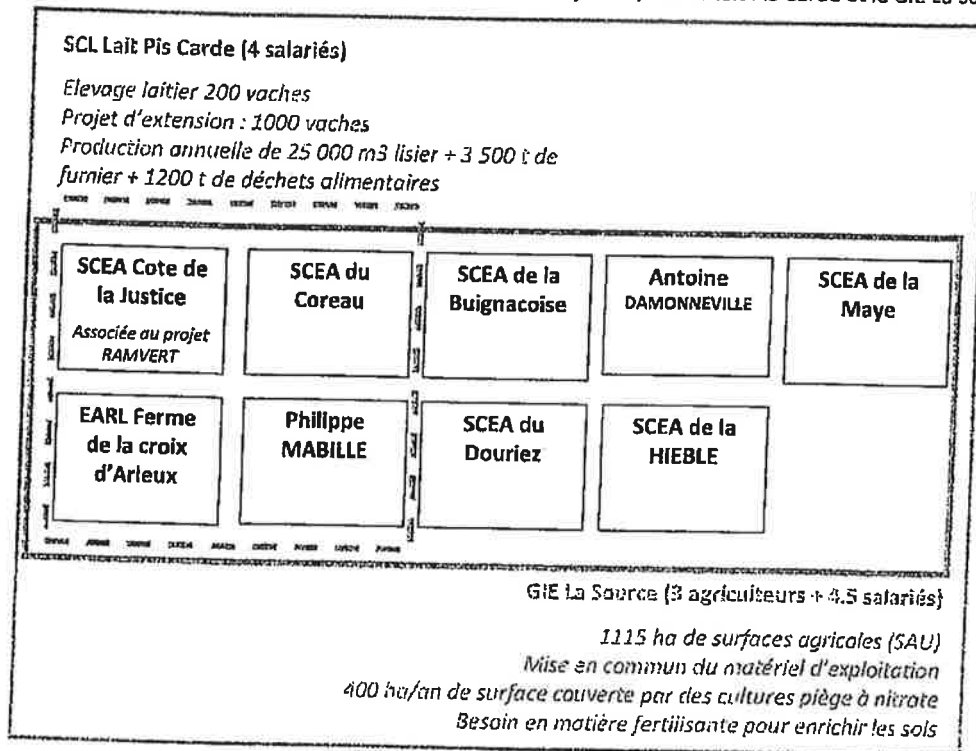 SCL Lait Pis Carde (4 salariés)
Elevage laitier 200 vaches
Projet d'extension : 1000 vaches
Production annuelle de 25 000 m3 lisier + 3 500 t de
fumier + 1200 t de déchets alimentaires
SCEA Cote de
la Justice
Associée au projet
RAMVERT
SCEA du
Coreau
SCEA de la
Buignacoise
Antoine
DAMONNEVILLE
SCEA de la
Maye
EARL Ferme
de la croix
d'Arleux
Philippe
MABILLE
SCEA du
Douriez
SCEA de la
HIEBLE
GIE La Source (3 agriculteurs + 4.5 salariés)
1115 ha de surfaces agricoles (SAU)
Mise en commun du matériel d'exploitation
400 ha/an de surface couverte par des cultures piège à nitrate
Besoin en matière fertilisante pour enrichir les sols